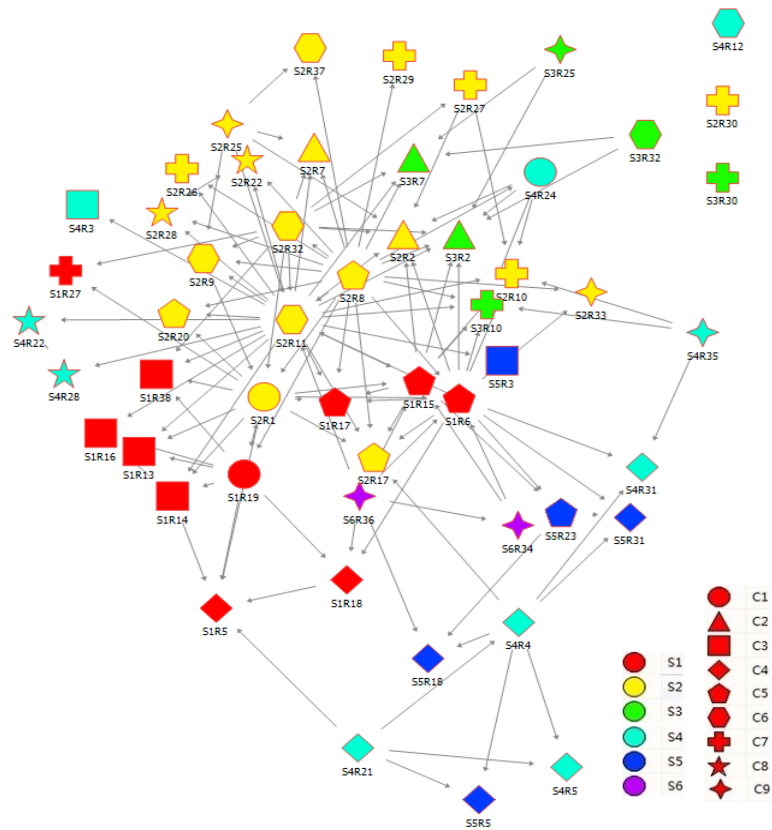 S4R12
S2R37
S2R29
S3R25
S2R27
S2R30
S2R25
S2R7
S3R7
S3R32
S2R22
S2R26
S4R24
S3R30
S4R3
S2R28
S2R32
S2R2
S3R2
S1R27
S2R9
S2R8
S2R10
S2R33
S4R22
S2R20
S2R11
S3R10
S4R35
S5R3
S4R28
S1R38
S2R1
S1R17
S1R15
S1R6
S1R16
S1R13
S2R17
S4R31
S1R19
S1R14
S6R36
S6R34
S5R23
S5R31
S1R18
S1R5
S4R4
S5R18
S4R21
S4R5
S5R5
S1
S2
S3
S4
S5
S6
C1
C2
C3
C4
C5
C6
C7
C8
C9